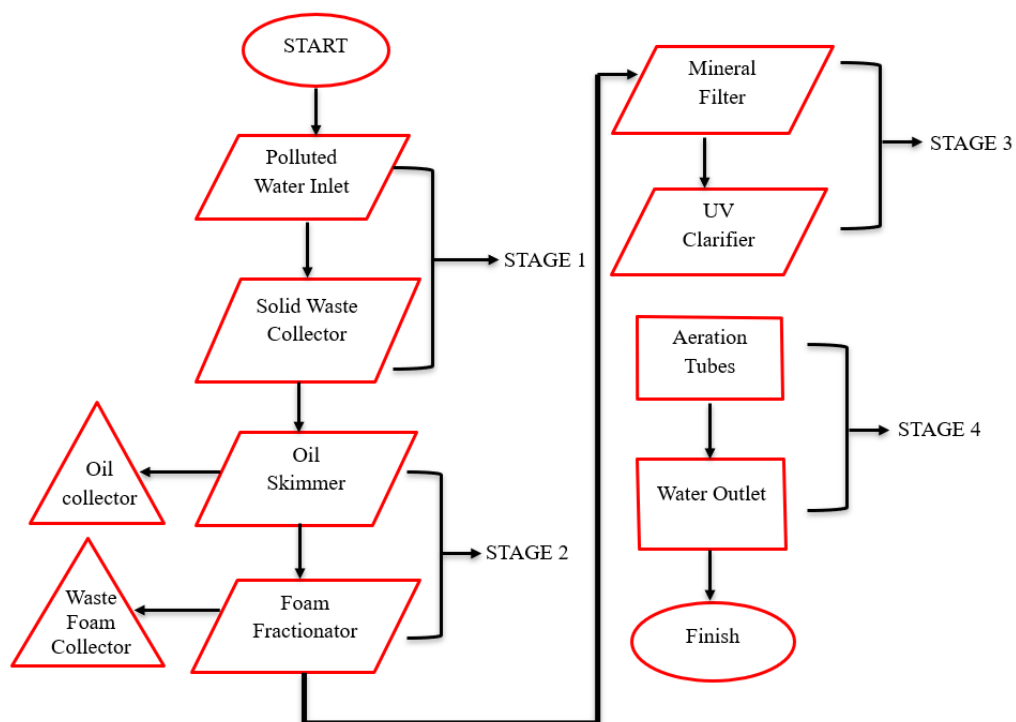 START
Polluted
Water Inlet
STAGE 1
Solid Waste
Collector
Oil
Skimmer
Oil
collector
STAGE 2
Foam
Fractionator
Waste
Foam
Collector
Mineral
Filter
STAGE 3
UV
Clarifier
Aeration
Tubes
STAGE 4
Water Outlet
Finish